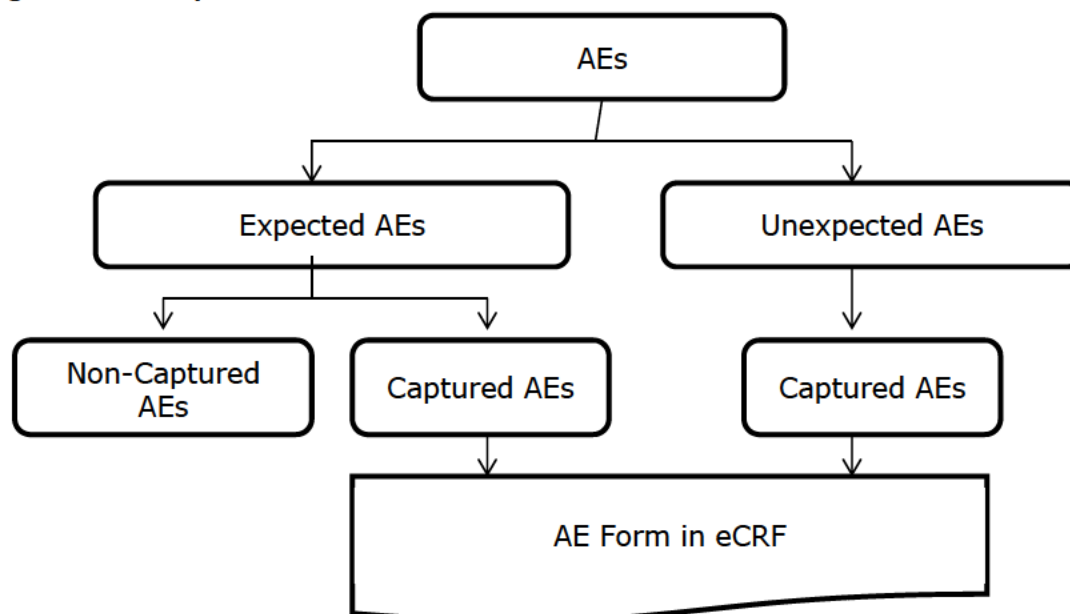 AEs
Expected AEs
Unexpected AEs
Non-Captured
AEs
Captured AEs
Captured AEs
AE Form in eCRF